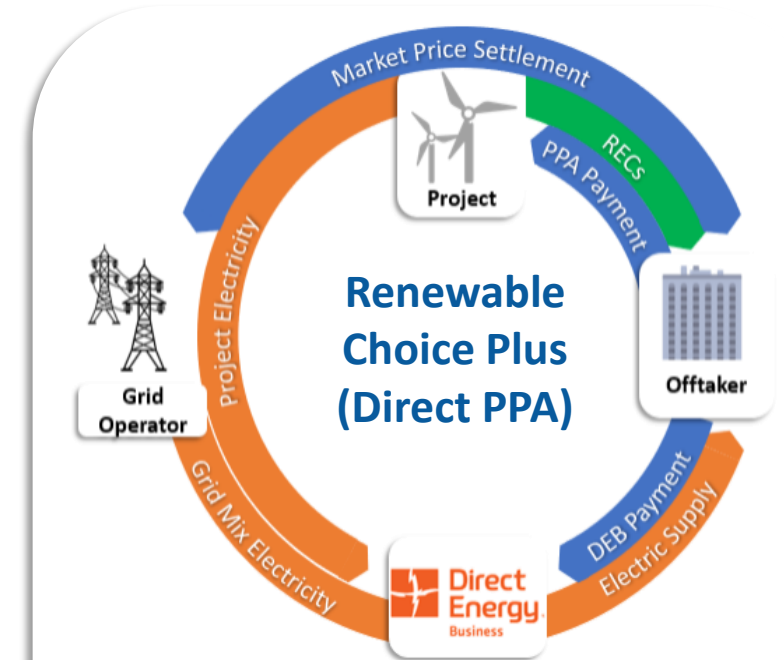 Market Price Settlement
RECs
PPA Payment
Project
Project Electricity
Renewable
Choice Plus
(Direct PPA)
Grid
Operator
Offtaker
Grid Mix Electricity
DEB Payment
Electric Supply
Direct
Energy.
Business